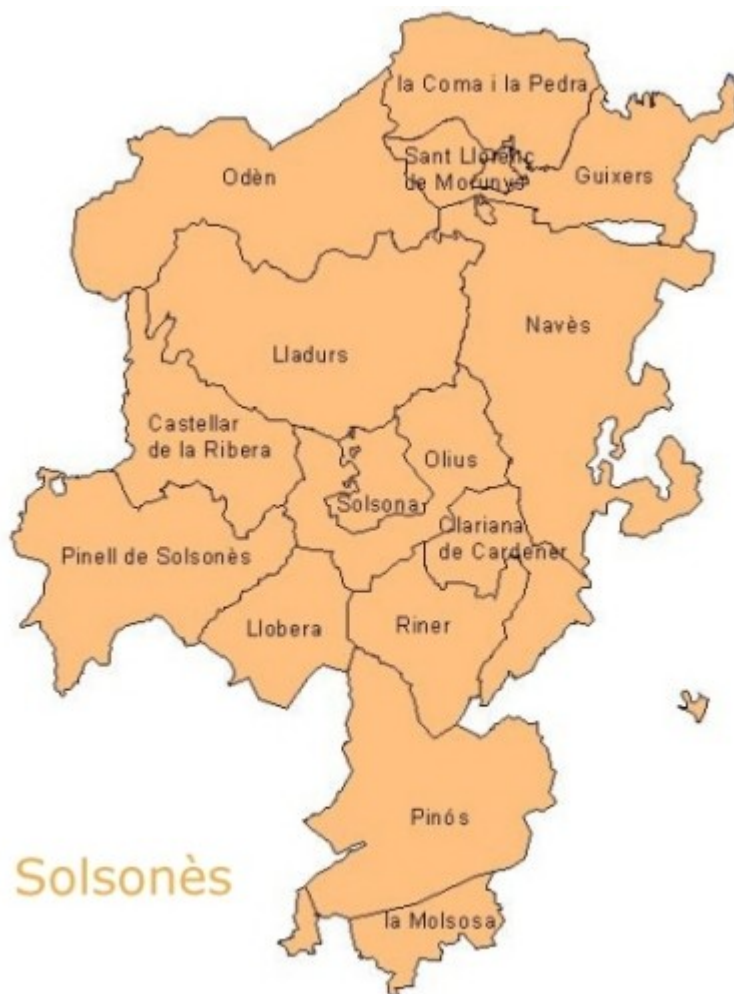 la Coma i la Pedra
Sant Llorenç
de Morunys
Guixers
Odèn
Navès
Lladurs
Castellar
de la Ribera
Olius
Solsona
Clariana
de Cardener
Pinell de Solsonès
Llobera
Riner
Pinós
Solsonès
la Molsosa